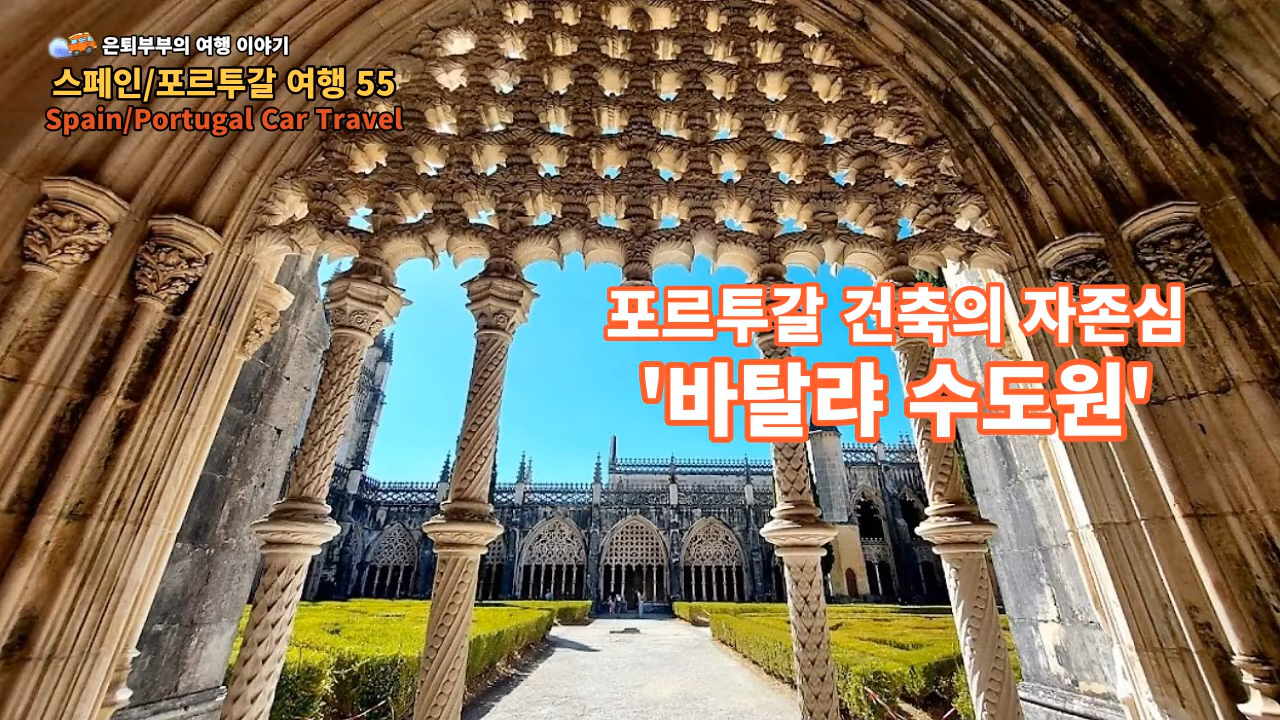 은퇴부부의 여행 이야기
스페인/포르투갈 여행 55
Spain/Portugal Car Travel
포르투갈 건축의 자존심
'바탈랴 수도원'